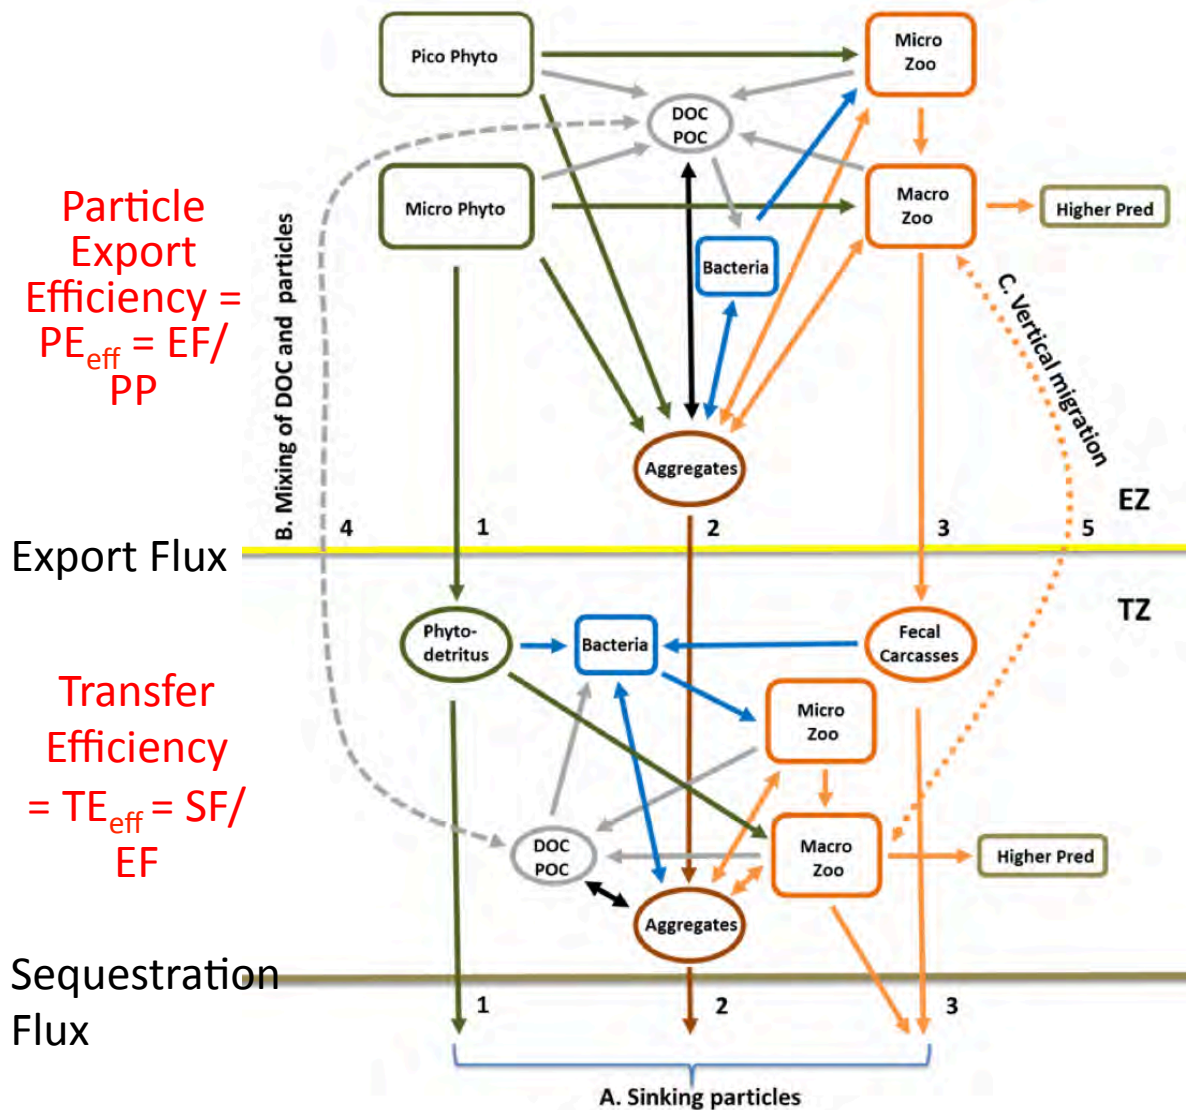 Pico Phyto
Micro
Zoo
DOC
POC
Micro Phyto
Macro
Zoo
Higher Pred
Bacteria
Particle
Export
Efficiency =
PEeff = EF/
PP
B. Mixing of DOC and particles
C. Vertical migration
Aggregates
EZ
4
1
2
3
5
Export Flux
TZ
Phyto-
detritus
Bacteria
Fecal
Carcasses
Transfer
Efficiency
= TEeff = SF/
EF
Micro
Zoo
DOC
POC
Macro
Zoo
Higher Pred
Aggregates
Sequestration
Flux
1
2
3
A. Sinking particles